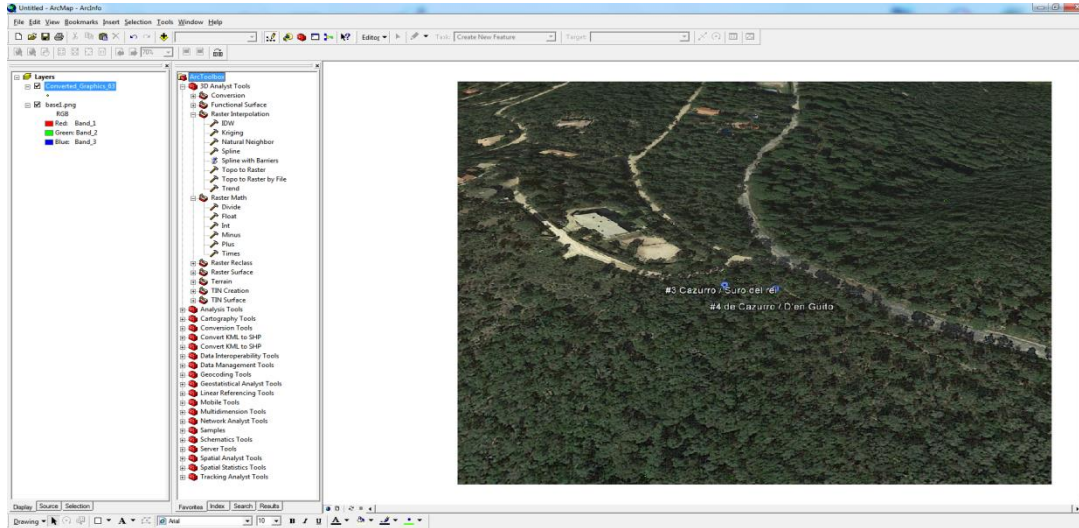 Untitled - ArcMap - ArcInfo
File Edit View Bookmarks Insert Selection Tools Window Help
Editor Task: Create New Feature Target:
70%
Layers
Converted_Graphics_63
base1.png
RGB
Red: Band_1
Green: Band_2
Blue: Band_3
ArcToolbox
3D Analyst Tools
Conversion
Functional Surface
Raster Interpolation
IDW
Kriging
Natural Neighbor
Spline
Spline with Barriers
Topo to Raster
Topo to Raster by File
Trend
Raster Math
Divide
Float
Int
Minus
Plus
Times
Raster Reclass
Raster Surface
Terrain
TIN Creation
TIN Surface
Analysis Tools
Cartography Tools
Conversion Tools
Convert KML to SHP
Convert KML to SHP
Data Interoperability Tools
Data Management Tools
Geocoding Tools
Geostatistical Analyst Tools
Linear Referencing Tools
Mobile Tools
Multidimension Tools
Network Analyst Tools
Samples
Schematics Tools
Server Tools
Spatial Analyst Tools
Spatial Statistics Tools
Tracking Analyst Tools
#3 Cazurro / Suro del rei
#4 de Cazurro / D'en Guito
Display Source Selection
Favorites Index Search Results
Drawing A Arial 10 B I U A